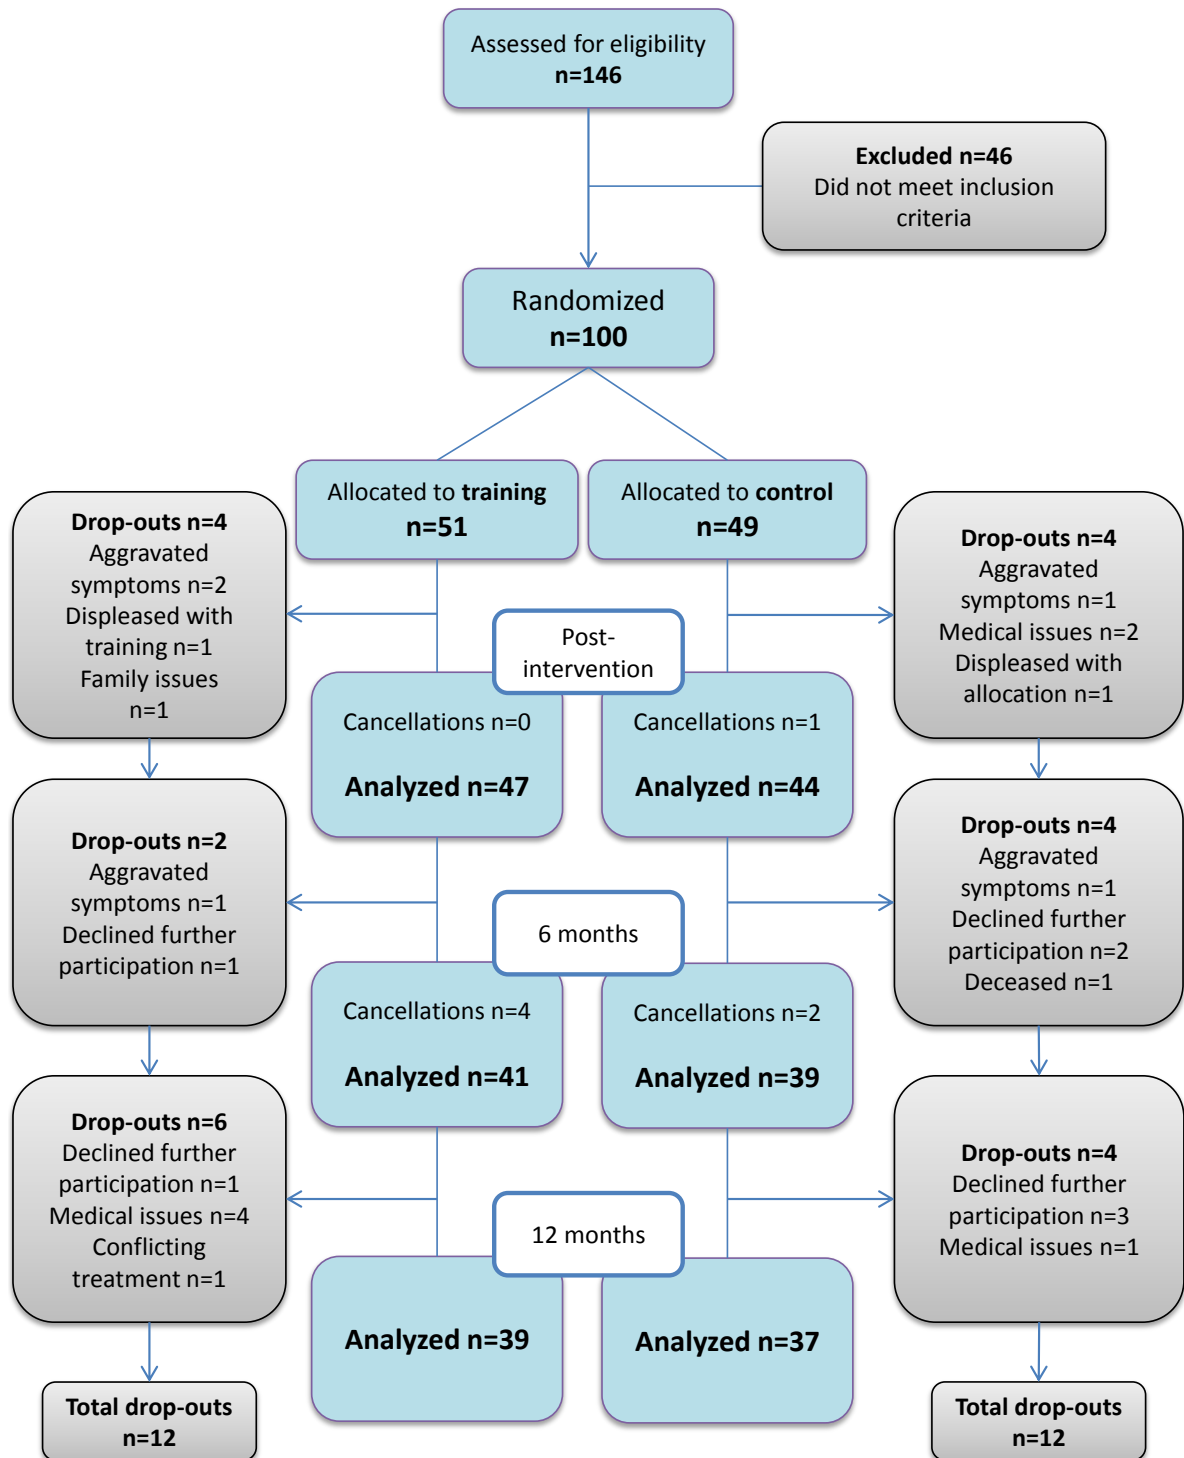 Assessed for eligibility
n=146
Excluded n=46
Did not meet inclusion
criteria
Randomized
n=100
Allocated to training
n=51
Allocated to control
n=49
Drop-outs n=4
Aggravated
symptoms n=2
Displeased with
training n=1
Family issues
n=1
Drop-outs n=4
Aggravated
symptoms n=1
Medical issues n=2
Displeased with
allocation n=1
Post-
intervention
Cancellations n=0
Analyzed n=47
Cancellations n=1
Analyzed n=44
Drop-outs n=2
Aggravated
symptoms n=1
Declined further
participation n=1
Drop-outs n=4
Aggravated
symptoms n=1
Declined further
participation n=2
Deceased n=1
6 months
Cancellations n=4
Analyzed n=41
Cancellations n=2
Analyzed n=39
Drop-outs n=6
Declined further
participation n=1
Medical issues n=4
Conflicting
treatment n=1
Drop-outs n=4
Declined further
participation n=3
Medical issues n=1
12 months
Analyzed n=39
Analyzed n=37
Total drop-outs
n=12
Total drop-outs
n=12